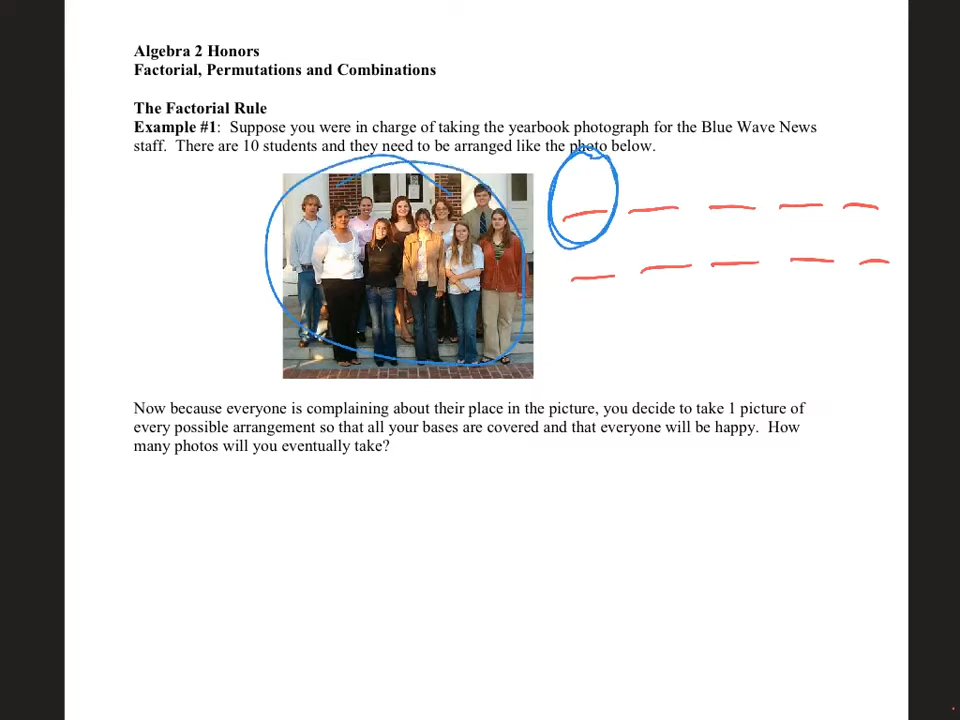 Algebra 2 Honors
Factorial, Permutations and Combinations
The Factorial Rule
Example #1:  Suppose you were in charge of taking the yearbook photograph for the Blue Wave News
staff.  There are 10 students and they need to be arranged like the photo below.
Now because everyone is complaining about their place in the picture, you decide to take 1 picture of
every possible arrangement so that all your bases are covered and that everyone will be happy.  How
many photos will you eventually take?